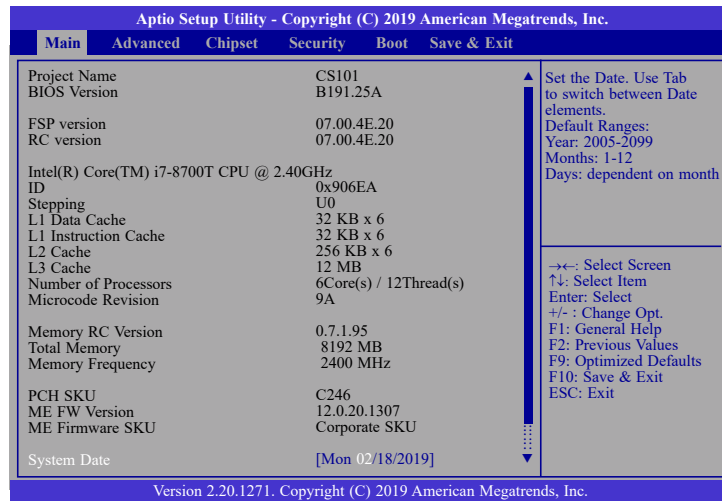 Aptio Setup Utility - Copyright (C) 2019 American Megatrends, Inc.
Main Advanced Chipset Security Boot Save & Exit
Project Name CS101
BIOS Version B191.25A
FSP version 07.00.4E.20
RC version 07.00.4E.20
Intel(R) Core(TM) i7-8700T CPU @ 2.40GHz
ID 0x906EA
Stepping U0
L1 Data Cache 32 KB x 6
L1 Instruction Cache 32 KB x 6
L2 Cache 256 KB x 6
L3 Cache 12 MB
Number of Processors 6Core(s) / 12Thread(s)
Microcode Revision 9A
Memory RC Version 0.7.1.95
Total Memory 8192 MB
Memory Frequency 2400 MHz
PCH SKU C246
ME FW Version 12.0.20.1307
ME Firmware SKU Corporate SKU
System Date [Mon 02/18/2019]
Set the Date. Use Tab
to switch between Date
elements.
Default Ranges:
Year: 2005-2099
Months: 1-12
Days: dependent on month
→←: Select Screen
↑↓: Select Item
Enter: Select
+/- : Change Opt.
F1: General Help
F2: Previous Values
F9: Optimized Defaults
F10: Save & Exit
ESC: Exit
Version 2.20.1271. Copyright (C) 2019 American Megatrends, Inc.